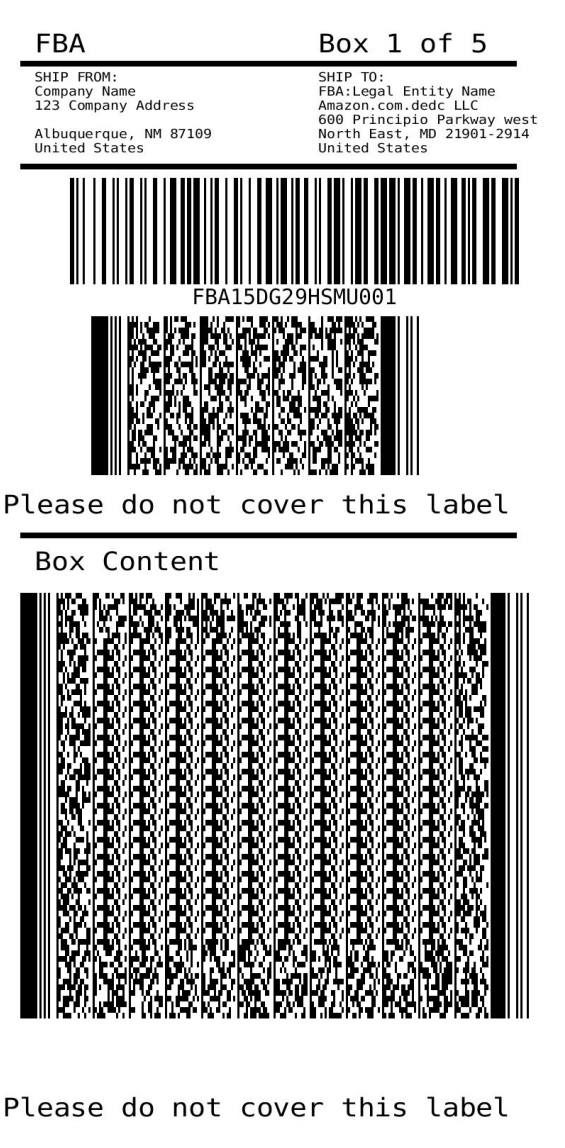 FBA
Box 1 of 5
SHIP FROM:
Company Name
123 Company Address
Albuquerque, NM 87109
United States
SHIP TO:
FBA:Legal Entity Name
Amazon.com.dedc LLC
600 Principio Parkway west
North East, MD 21901-2914
United States
FBA15DG29HSMU001
Please do not cover this label
Box Content
Please do not cover this label